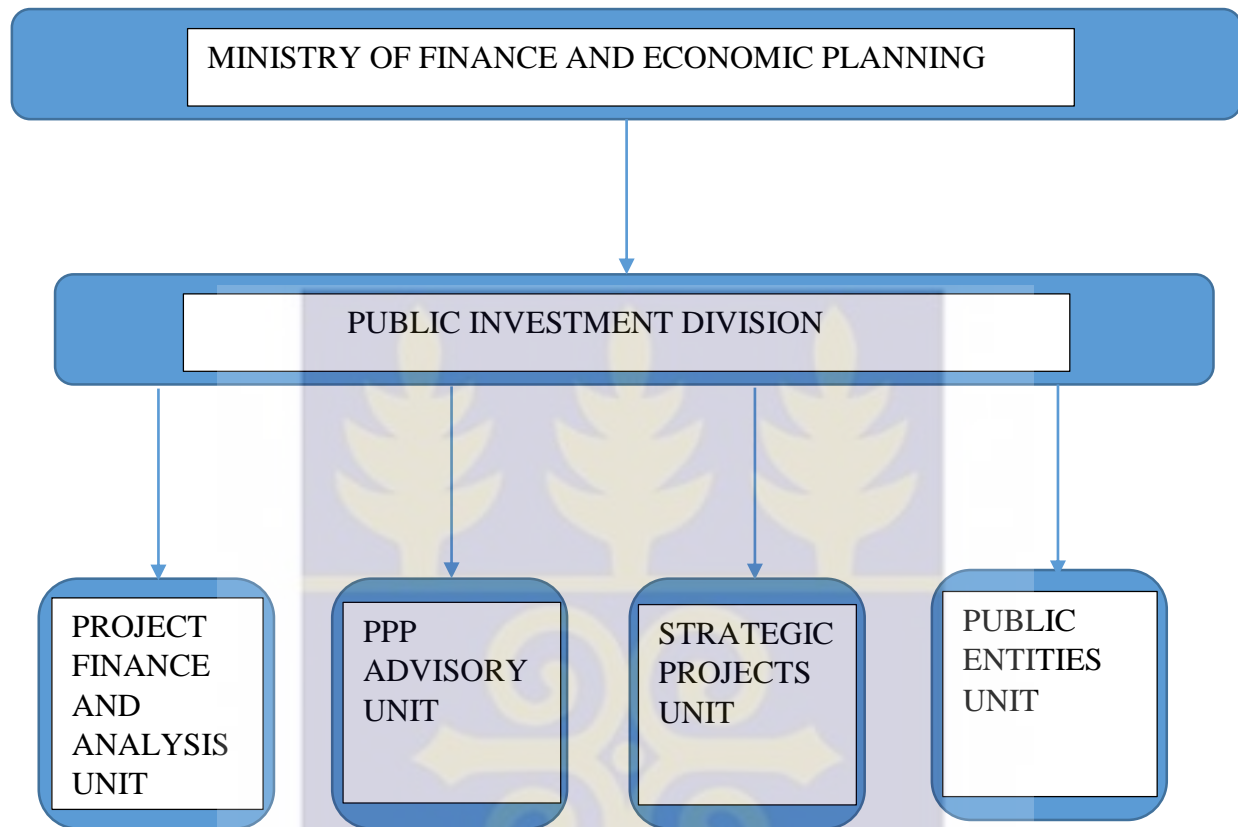 MINISTRY OF FINANCE AND ECONOMIC PLANNING
PUBLIC INVESTMENT DIVISION
PROJECT
FINANCE
AND
ANALYSIS
UNIT
PPP
ADVISORY
UNIT
STRATEGIC
PROJECTS
UNIT
PUBLIC
ENTITIES
UNIT